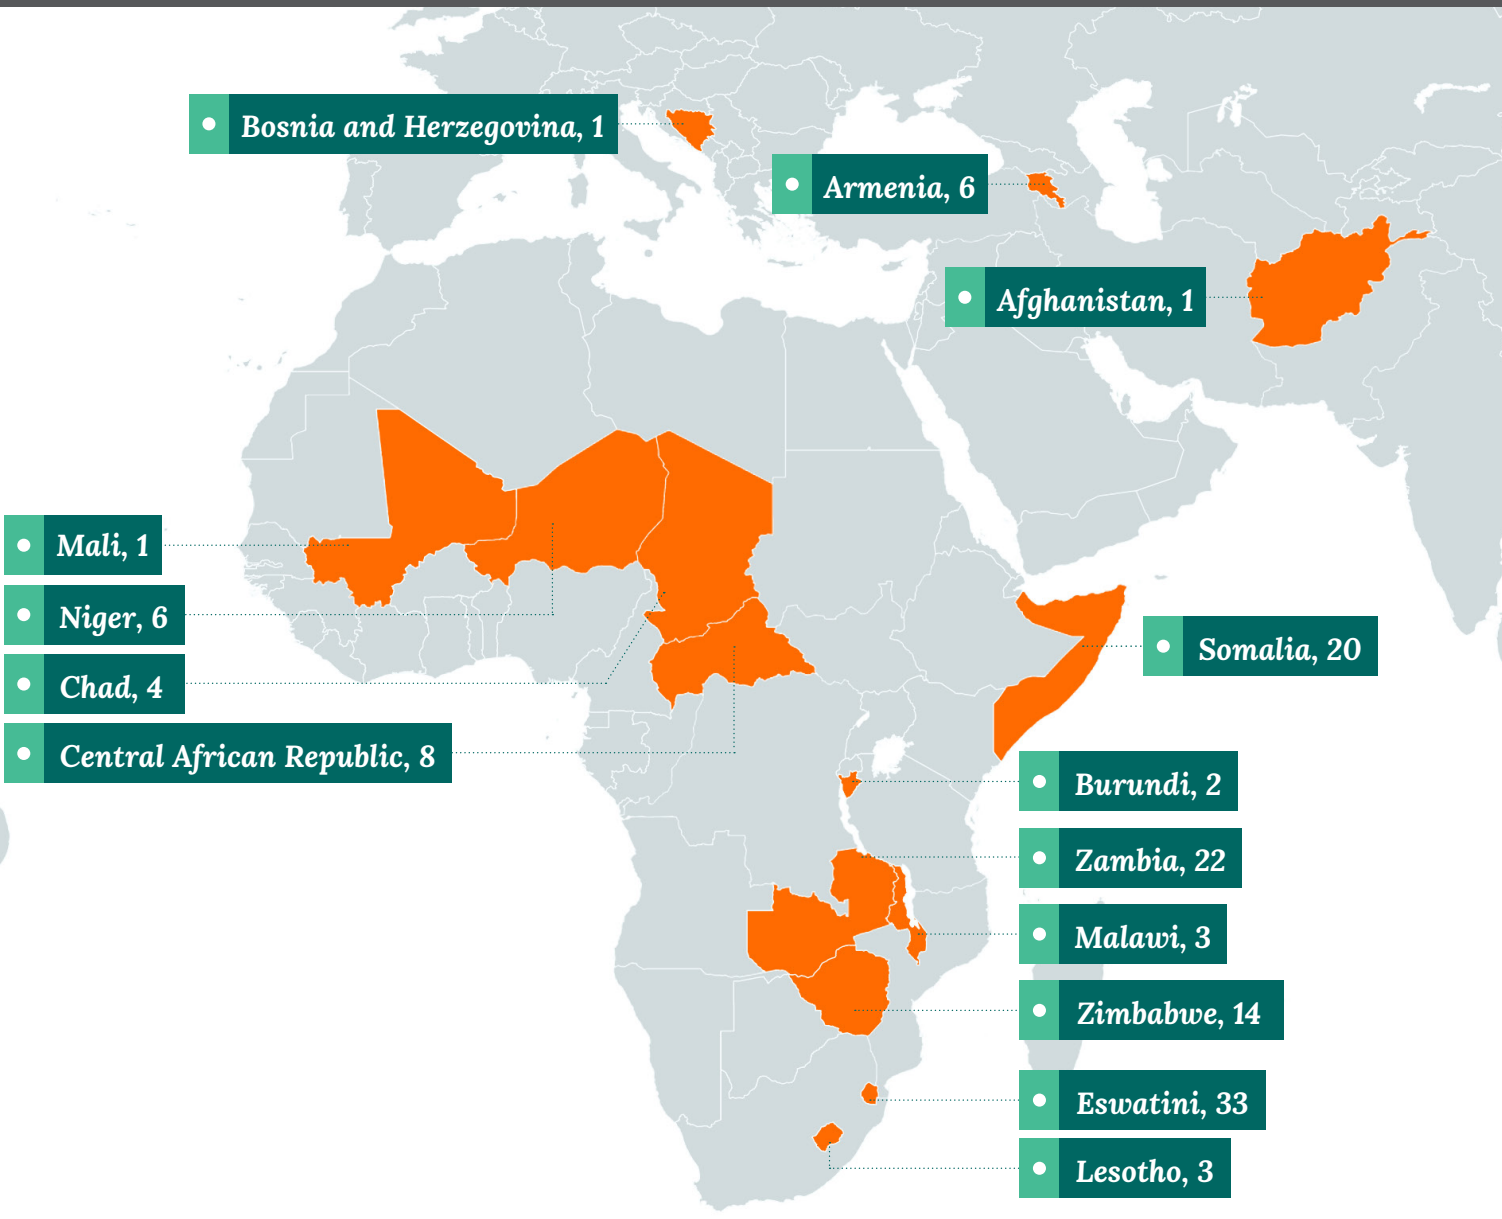 Bosnia and Herzegovina, 1
Armenia, 6
Afghanistan, 1
Mali, 1
Niger, 6
Chad, 4
Central African Republic, 8
Somalia, 20
Burundi, 2
Zambia, 22
Malawi, 3
Zimbabwe, 14
Eswatini, 33
Lesotho, 3